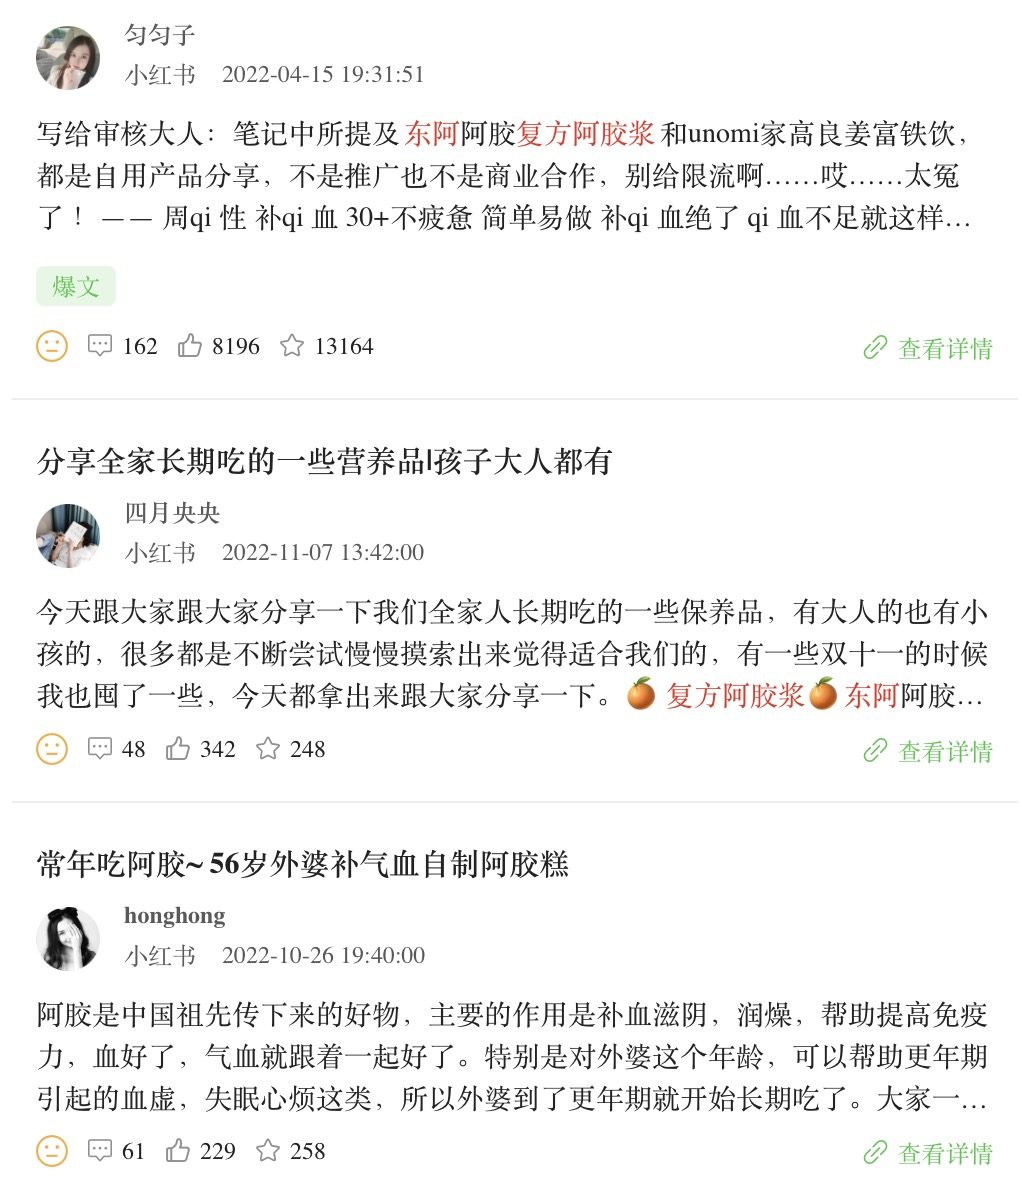 匀匀子
小红书 2022-04-15 19:31:51
写给审核大人：笔记中所提及东阿阿胶复方阿胶浆和unomi家高良姜富铁饮，
都是自用产品分享，不是推广也不是商业合作，别给限流啊……哎……太冤
了！—— 周qi 性 补qi 血 30+不疲惫 简单易做 补qi 血绝了 qi 血不足就这样…
爆文
162 8196 13164 查看详情
分享全家长期吃的一些营养品|孩子大人都有
四月央央
小红书 2022-11-07 13:42:00
今天跟大家跟大家分享一下我们全家人长期吃的一些保养品，有大人的也有小
孩的，很多都是不断尝试慢慢摸索出来觉得适合我们的，有一些双十一的时候
我也囤了一些，今天都拿出来跟大家分享一下。🍊复方阿胶浆🍊东阿阿胶…
48 342 248 查看详情
常年吃阿胶~ 56岁外婆补气血自制阿胶糕
honghong
小红书 2022-10-26 19:40:00
阿胶是中国祖先传下来的好物，主要的作用是补血滋阴，润燥，帮助提高免疫
力，血好了，气血就跟着一起好了。特别是对外婆这个年龄，可以帮助更年期
引起的血虚，失眠心烦这类，所以外婆到了更年期就开始长期吃了。大家一…
61 229 258 查看详情